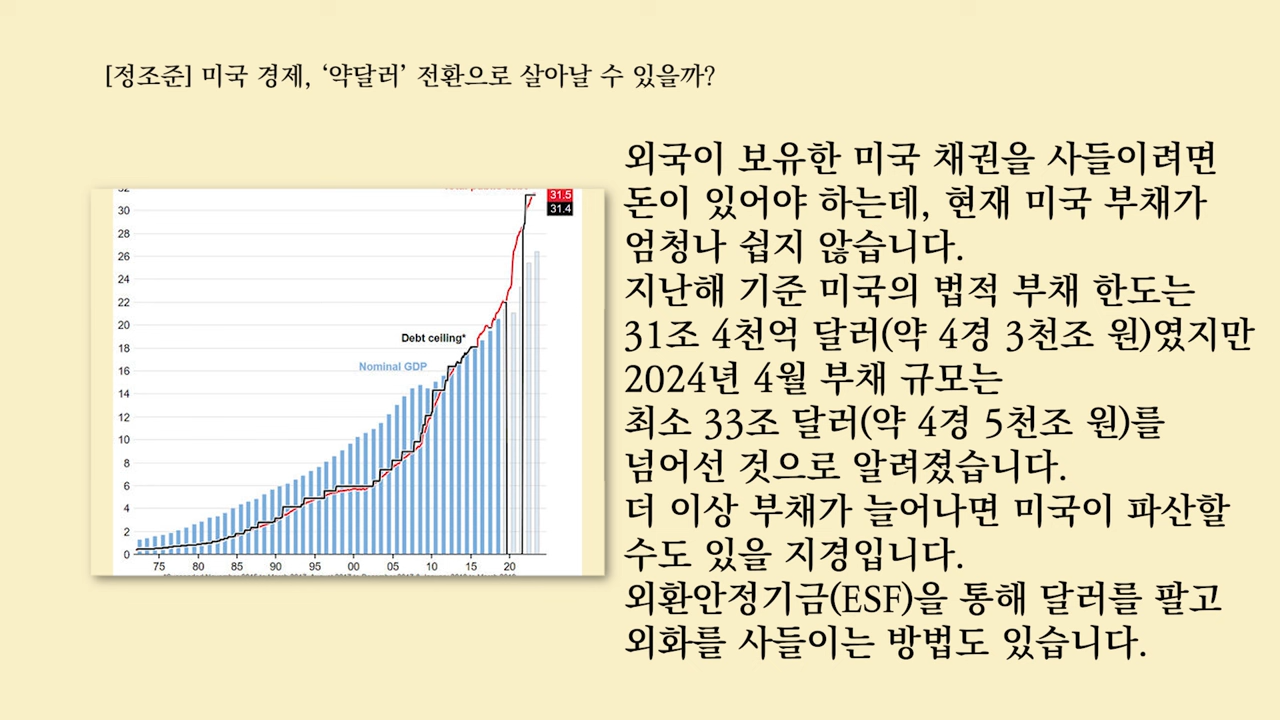 [정조준] 미국 경제, ‘약달러’ 전환으로 살아날 수 있을까?
외국이 보유한 미국 채권을 사들이려면
돈이 있어야 하는데, 현재 미국 부채가
엄청나 쉽지 않습니다.
지난해 기준 미국의 법적 부채 한도는
31조 4천억 달러(약 4경 3천조 원)였지만
2024년 4월 부채 규모는
최소 33조 달러(약 4경 5천조 원)를
넘어선 것으로 알려졌습니다.
더 이상 부채가 늘어나면 미국이 파산할
수도 있을 지경입니다.
외환안정기금(ESF)을 통해 달러를 팔고
외화를 사들이는 방법도 있습니다.
31.5
31.4
32
30
28
26
24
22
20
18
16
14
12
10
8
6
4
2
0
Debt ceiling*
Nominal GDP
75 80 85 90 95 00 05 10 15 20